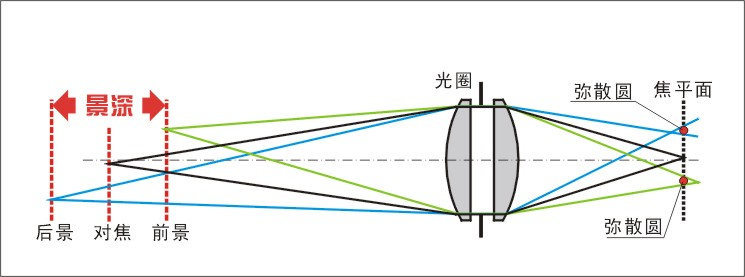 景深
光圈
弥散圆
焦平面
弥散圆
后景 对焦 前景